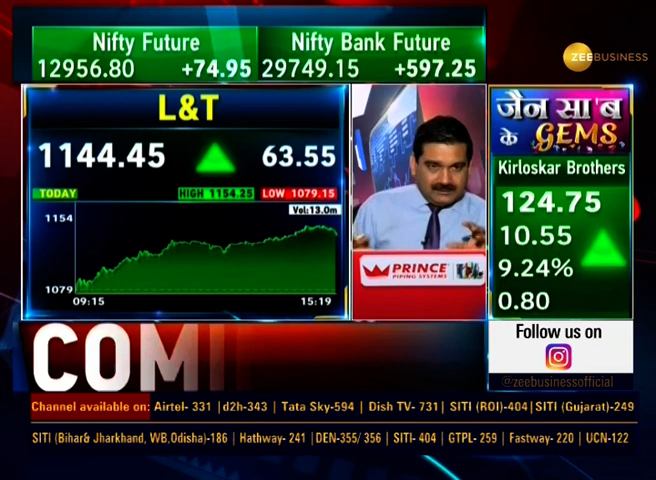 Nifty Future
12956.80 +74.95
Nifty Bank Future
29749.15 +597.25
ZEE BUSINESS
L&T
1144.45 63.55
TODAY HIGH 1154.25 LOW 1079.15
Vol:13.0m
1154
1079
09:15 15:19
PRINCE
PIPING SYSTEMS
जैन सा'ब
के GEMS
Kirloskar Brothers
124.75
10.55
9.24%
0.80
COMI
Follow us on
@zeebusinessofficial
Channel available on: Airtel- 331 | d2h-343 | Tata Sky-594 | Dish TV- 731 | SITI (ROI)-404 | SITI (Gujarat)-249
SITI (Bihar& Jharkhand, WB,Odisha)-186 | Hathway- 241 | DEN-355/ 356 | SITI- 404 | GTPL- 259 | Fastway- 220 | UCN-122